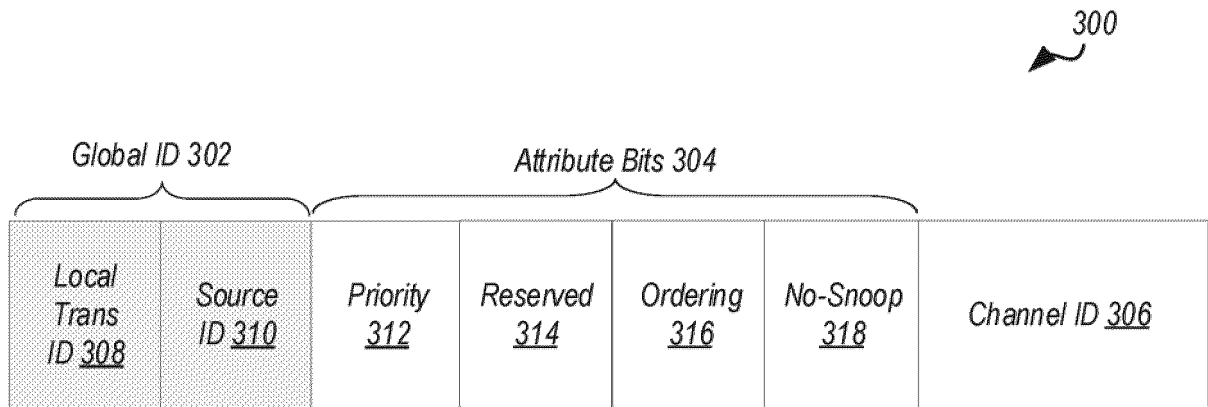 300
Global ID 302
Attribute Bits 304
Local
Trans
ID 308
Source
ID 310
Priority
312
Reserved
314
Ordering
316
No-Snoop
318
Channel ID 306